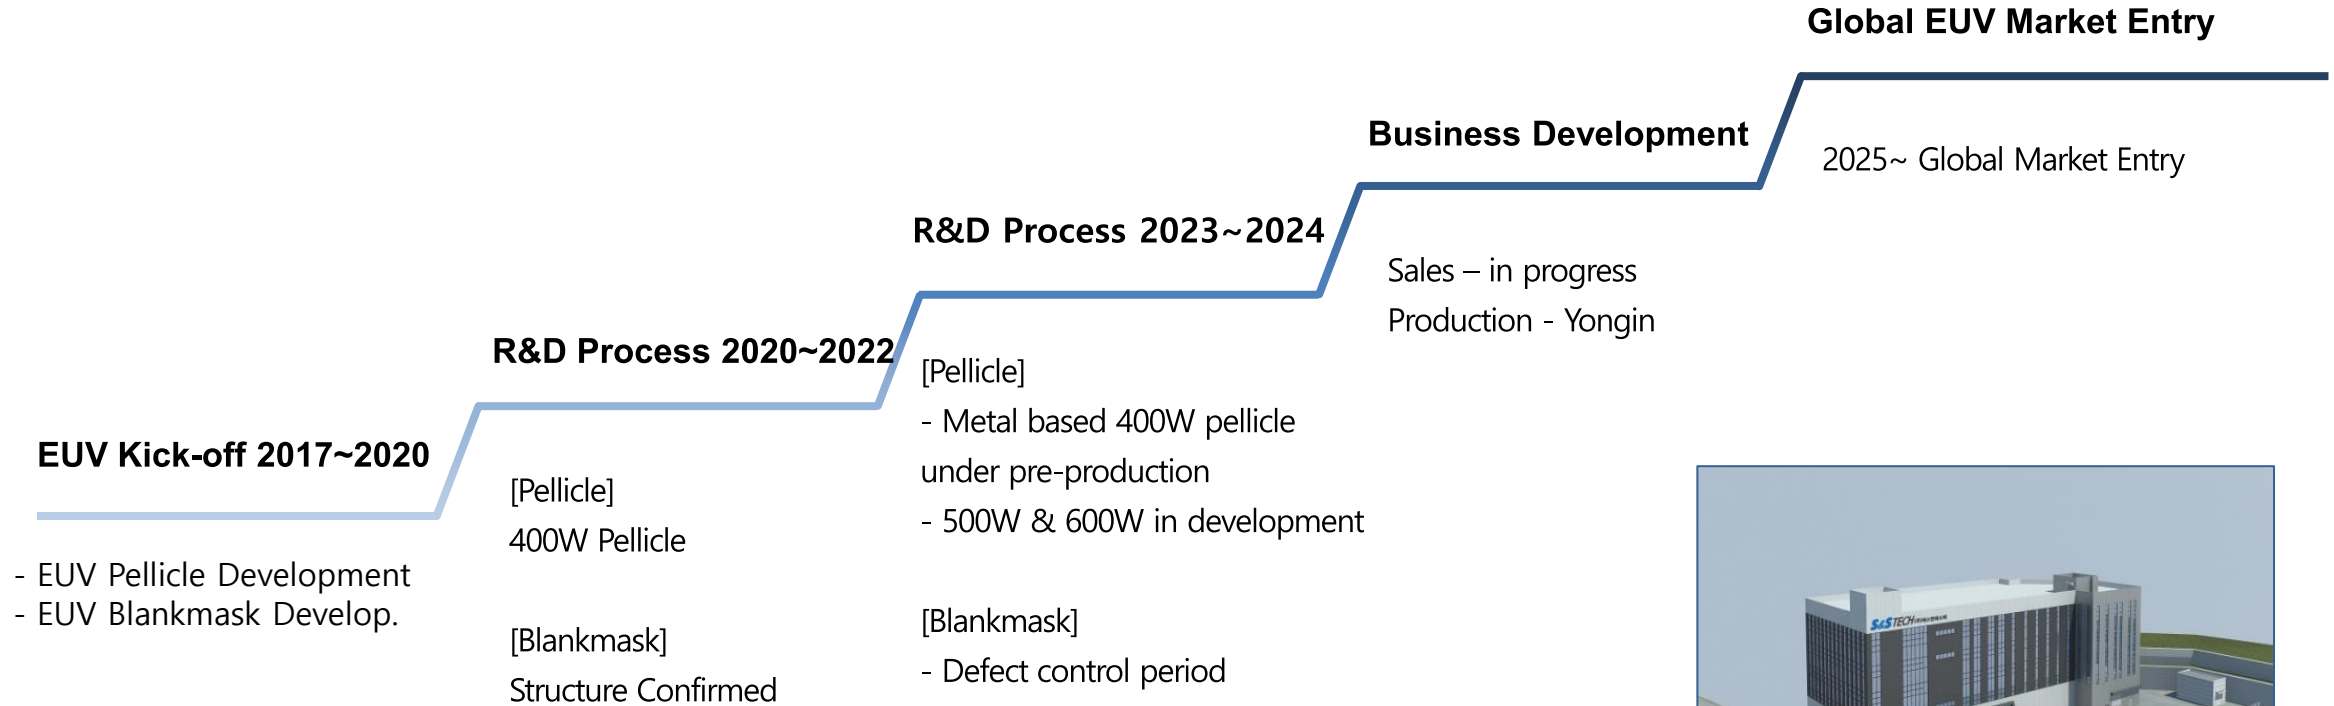 Global EUV Market Entry
2025~ Global Market Entry
Business Development
Sales – in progress
Production - Yongin
R&D Process 2023~2024
[Pellicle]
- Metal based 400W pellicle
under pre-production
- 500W & 600W in development
[Blankmask]
- Defect control period
R&D Process 2020~2022
[Pellicle]
400W Pellicle
[Blankmask]
Structure Confirmed
EUV Kick-off 2017~2020
- EUV Pellicle Development
- EUV Blankmask Develop.
S&S TECH